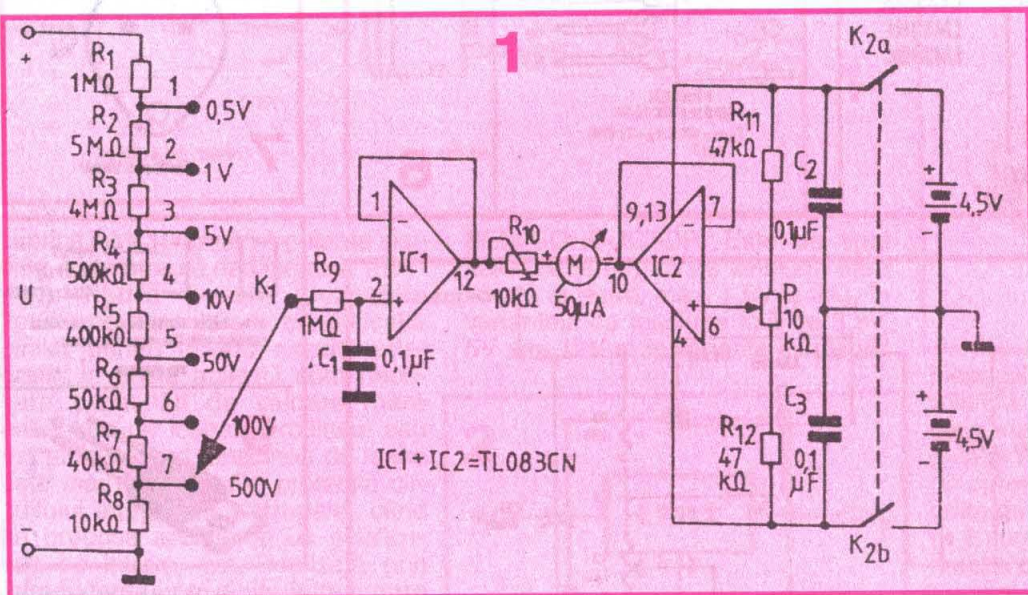 1
+
R1
1MΩ
1
0,5V
R2
5MΩ
2
1V
R3
4MΩ
3
5V
R4
500kΩ
4
10V
R5
400kΩ
5
50V
R6
50kΩ
6
100V
R7
40kΩ
7
500V
R8
10kΩ
−
U
K1
R9
1MΩ
C1
0,1µF
1
−
2
+
IC1
12
R10
10kΩ
+
M
−
50µA
10
9,13
7
−
IC2
+
6
4
IC1+IC2=TL083CN
R11
47kΩ
P
10
kΩ
R12
47
kΩ
C2
0,1µF
C3
0,1
µF
K2a
K2b
+
4,5V
−
+
4,5V
−